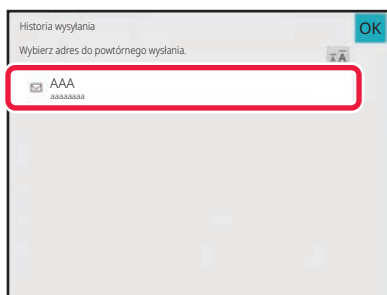 Historia wysyłania
OK
Wybierz adres do powtórnego wysłania.
A A
AAA
aaaaaaaa